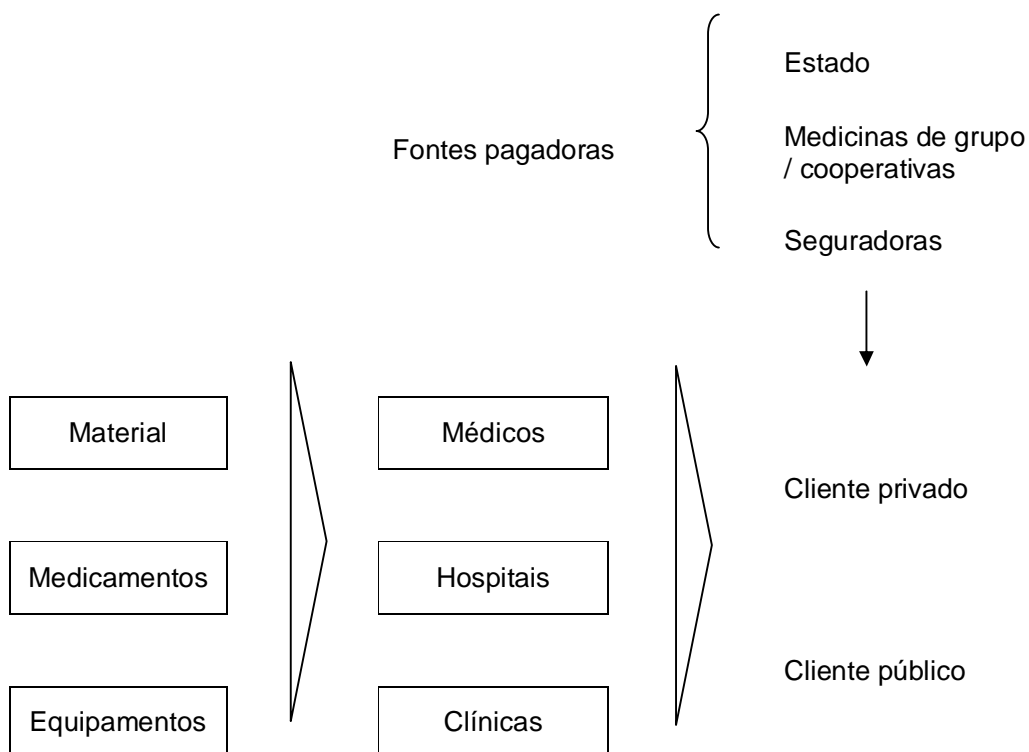 Estado
Fontes pagadoras
Medicinas de grupo
/ cooperativas
Seguradoras
Material
Médicos
Cliente privado
Medicamentos
Hospitais
Cliente público
Equipamentos
Clínicas